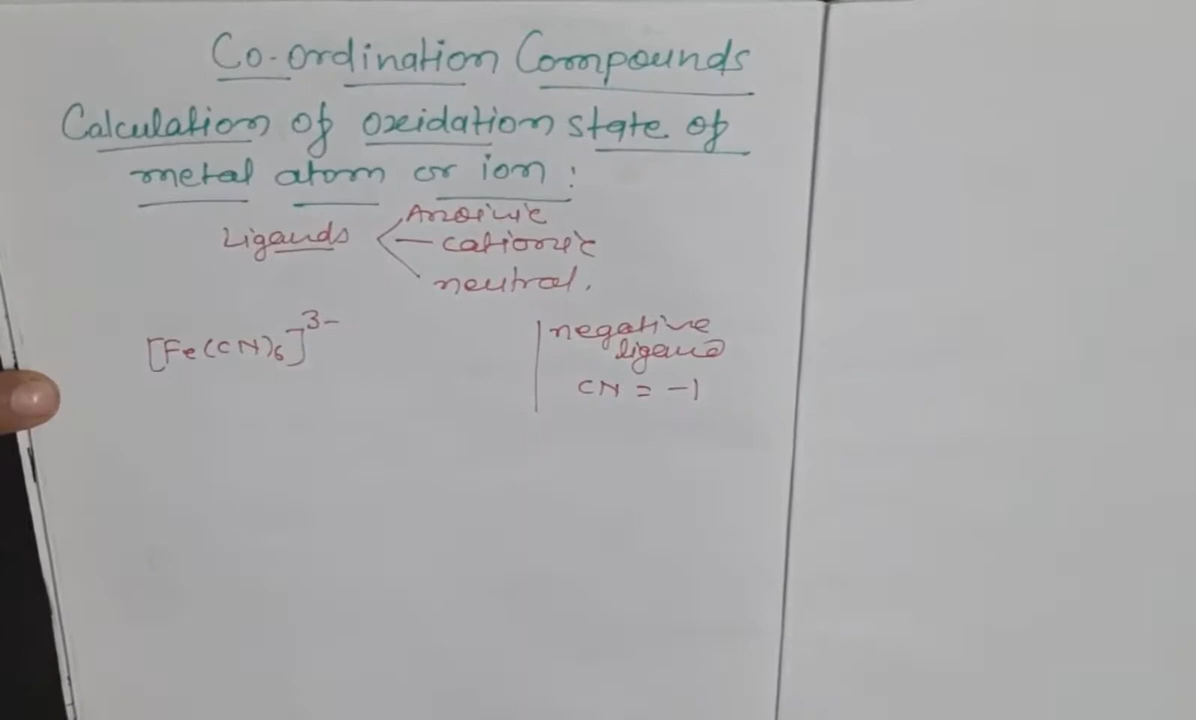 Co-ordination Compounds
Calculation of oxidation state of
metal atom or ion :
Ligands
Anoinic
cationic
neutral.
[Fe(CN)6]3-
negative
ligand
CN = -1